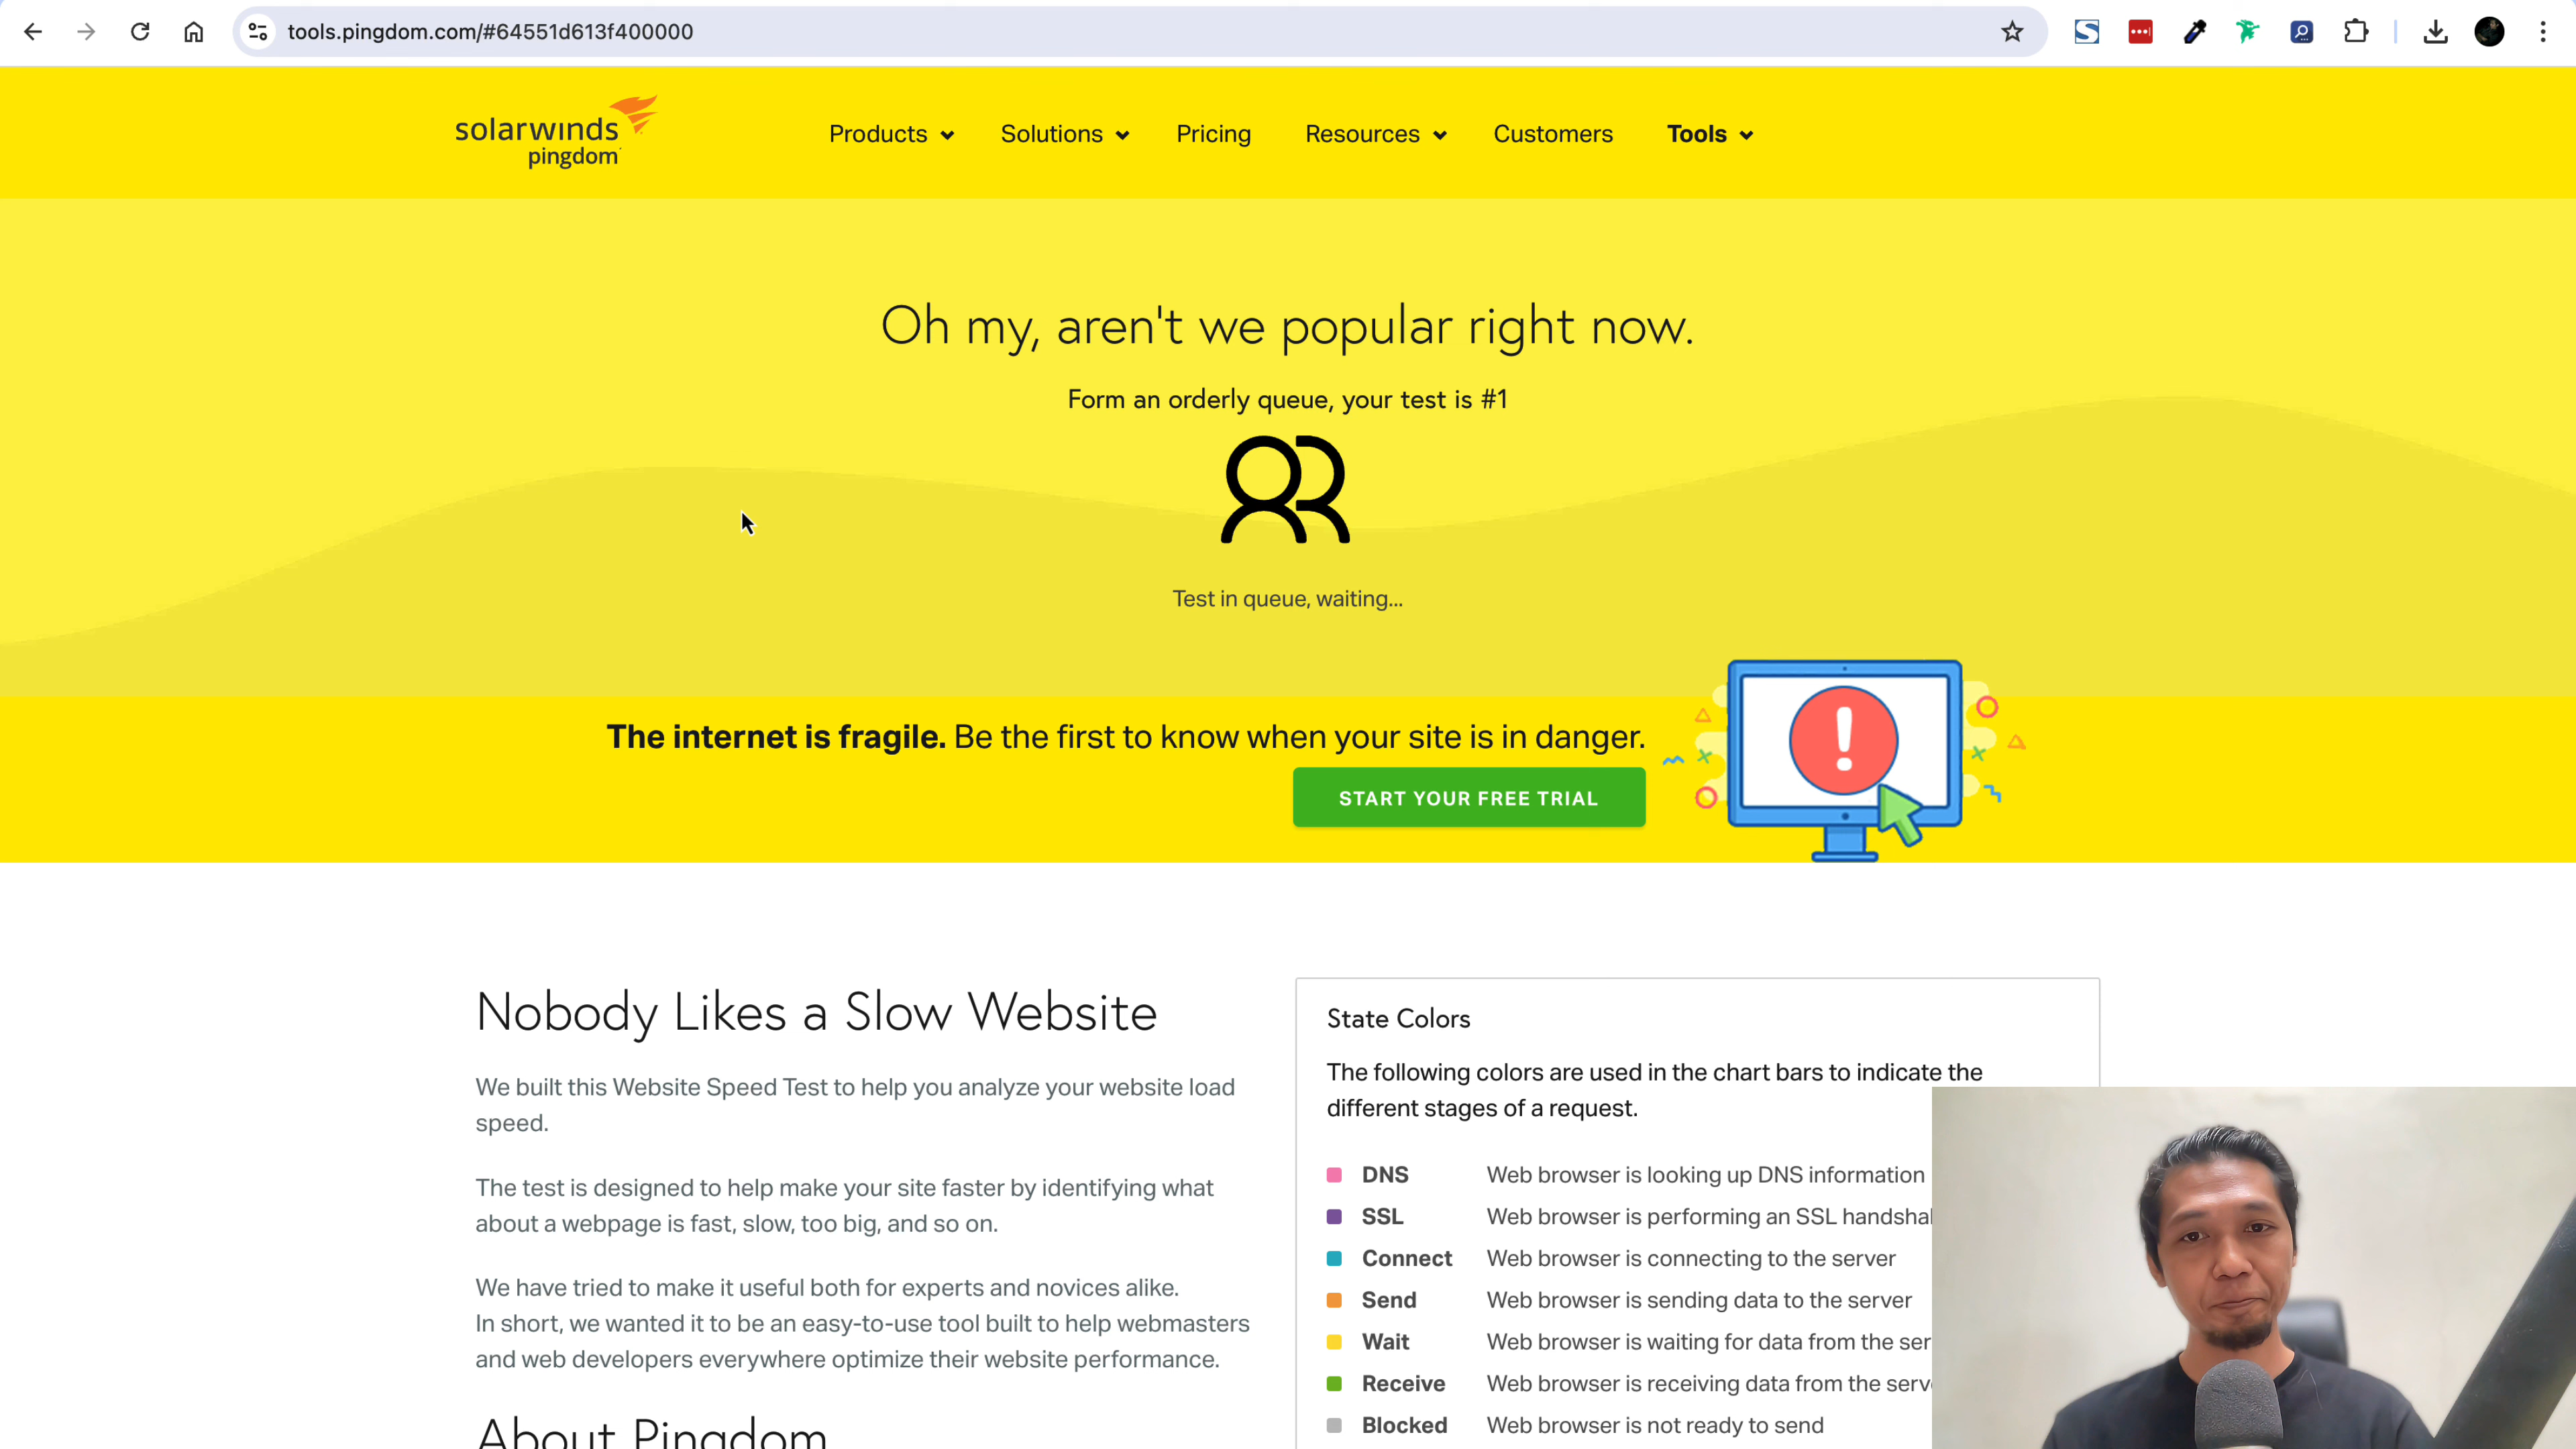 tools.pingdom.com/#64551d613f400000
solarwinds
pingdom
Products
Solutions
Pricing
Resources
Customers
Tools
Oh my, aren't we popular right now.
Form an orderly queue, your test is #1
Test in queue, waiting...
The internet is fragile. Be the first to know when your site is in danger.
START YOUR FREE TRIAL
Nobody Likes a Slow Website
We built this Website Speed Test to help you analyze your website load
speed.
The test is designed to help make your site faster by identifying what
about a webpage is fast, slow, too big, and so on.
We have tried to make it useful both for experts and novices alike.
In short, we wanted it to be an easy-to-use tool built to help webmasters
and web developers everywhere optimize their website performance.
About Pingdom
State Colors
The following colors are used in the chart bars to indicate the
different stages of a request.
DNS Web browser is looking up DNS information
SSL Web browser is performing an SSL
Connect Web browser is connecting to the server
Send Web browser is sending data to the server
Wait Web browser is waiting for data from the
Receive Web browser is receiving data from the
Blocked Web browser is not ready to send